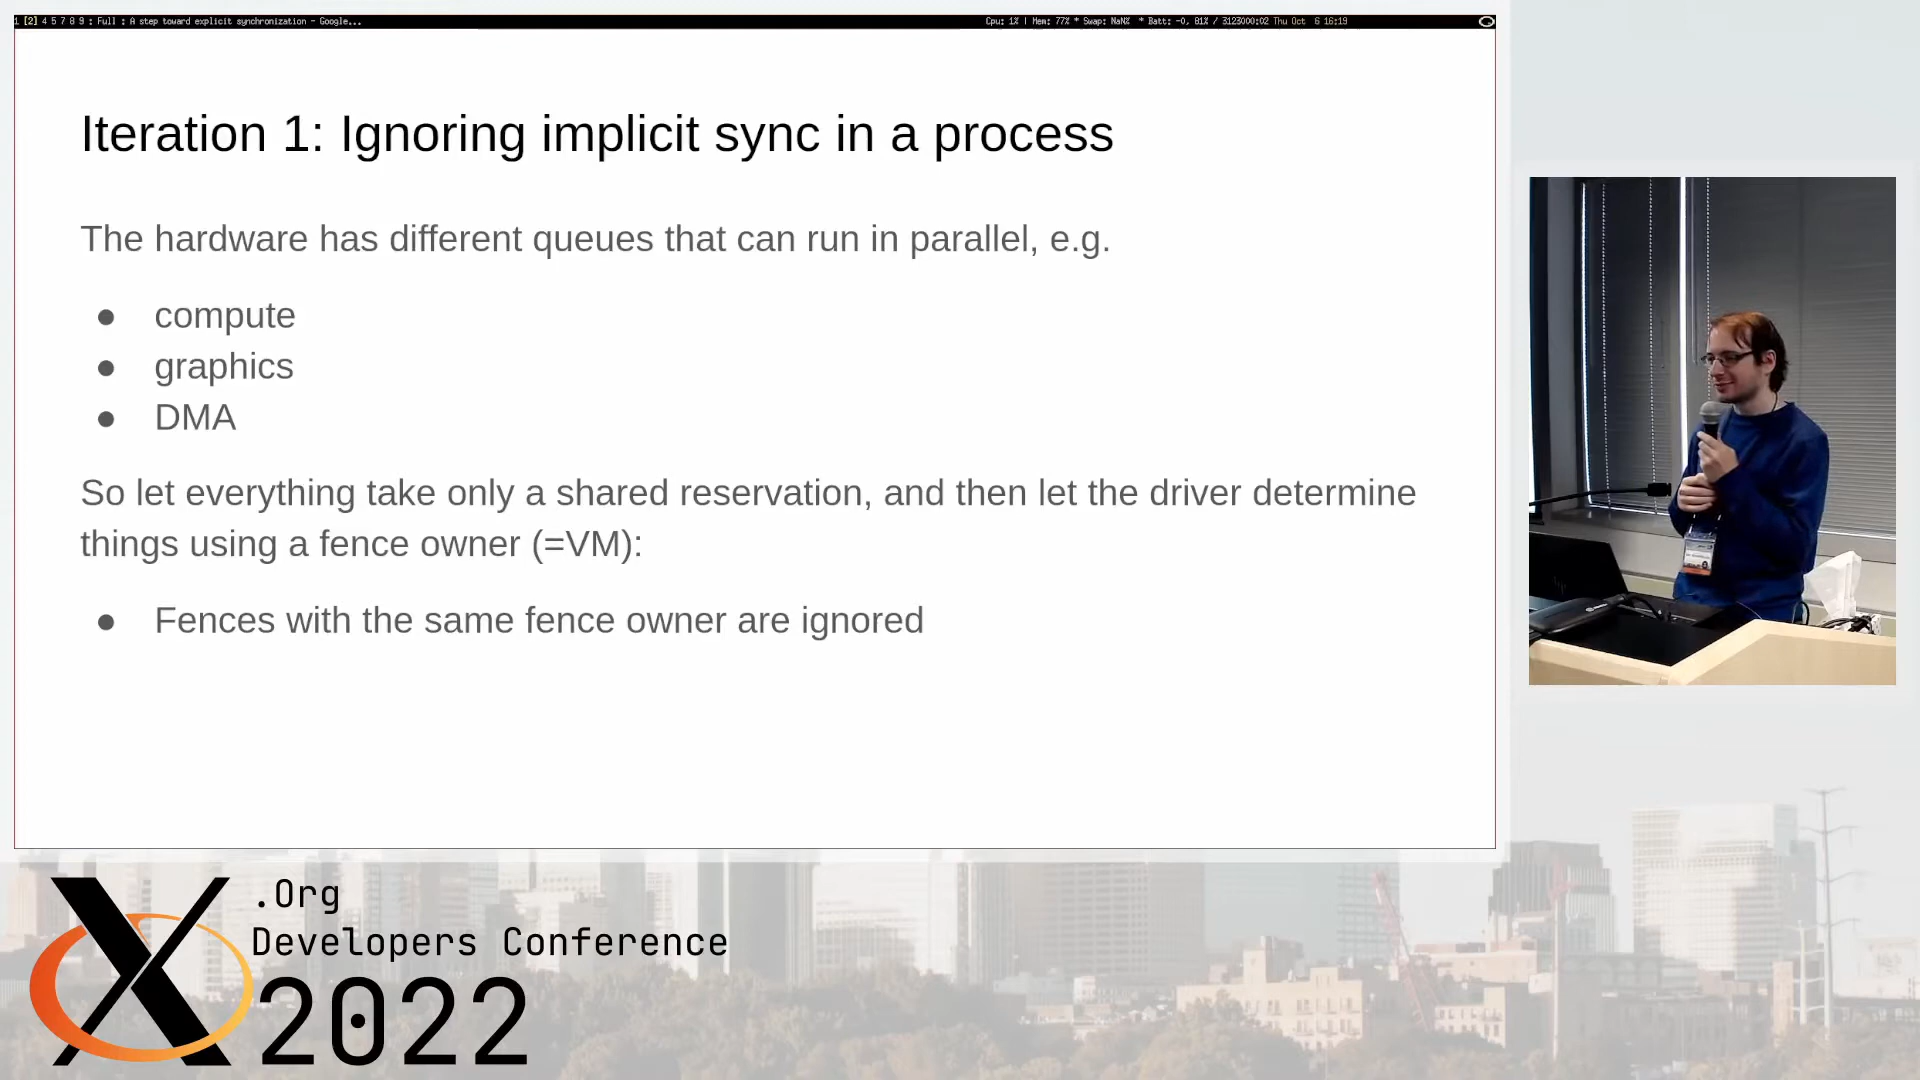 1 [2] 4 5 7 8 9 : Full : A step toward explicit synchronization - Google...
Cpu: 1% | Mem: 77% * Swap: NaN% * Batt: -0, 81% / 3123000:02 Thu Oct 6 16:19
Iteration 1: Ignoring implicit sync in a process
The hardware has different queues that can run in parallel, e.g.
● compute
● graphics
● DMA
So let everything take only a shared reservation, and then let the driver determine
things using a fence owner (=VM):
● Fences with the same fence owner are ignored
X.Org
Developers Conference
2022